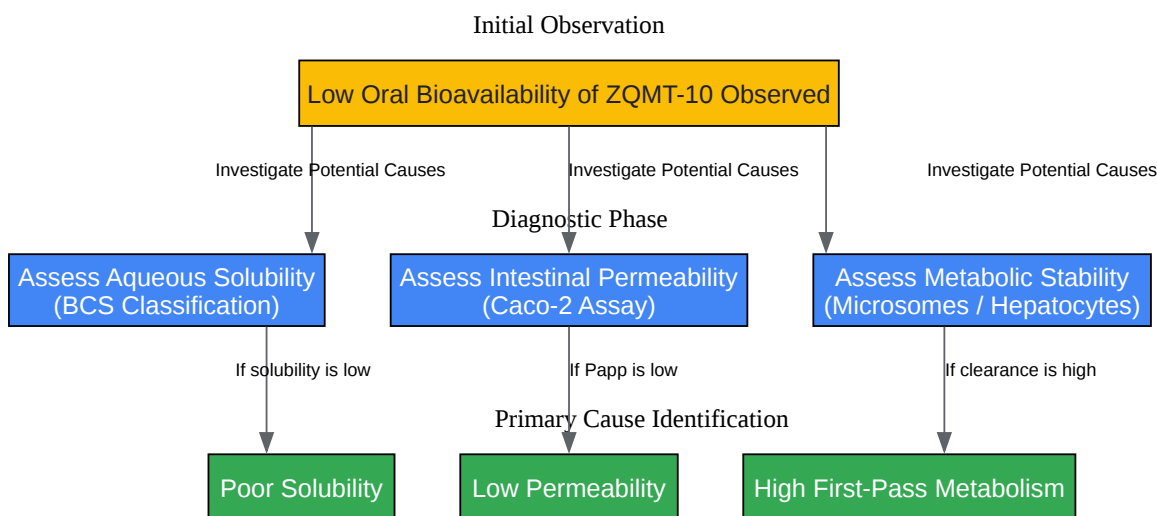 Initial Observation
Low Oral Bioavailability of ZQMT-10 Observed
Investigate Potential Causes
Investigate Potential Causes
Investigate Potential Causes
Diagnostic Phase
Assess Aqueous Solubility
(BCS Classification)
Assess Intestinal Permeability
(Caco-2 Assay)
Assess Metabolic Stability
(Microsomes / Hepatocytes)
If solubility is low
If Papp is low
If clearance is high
Primary Cause Identification
Poor Solubility
Low Permeability
High First-Pass Metabolism